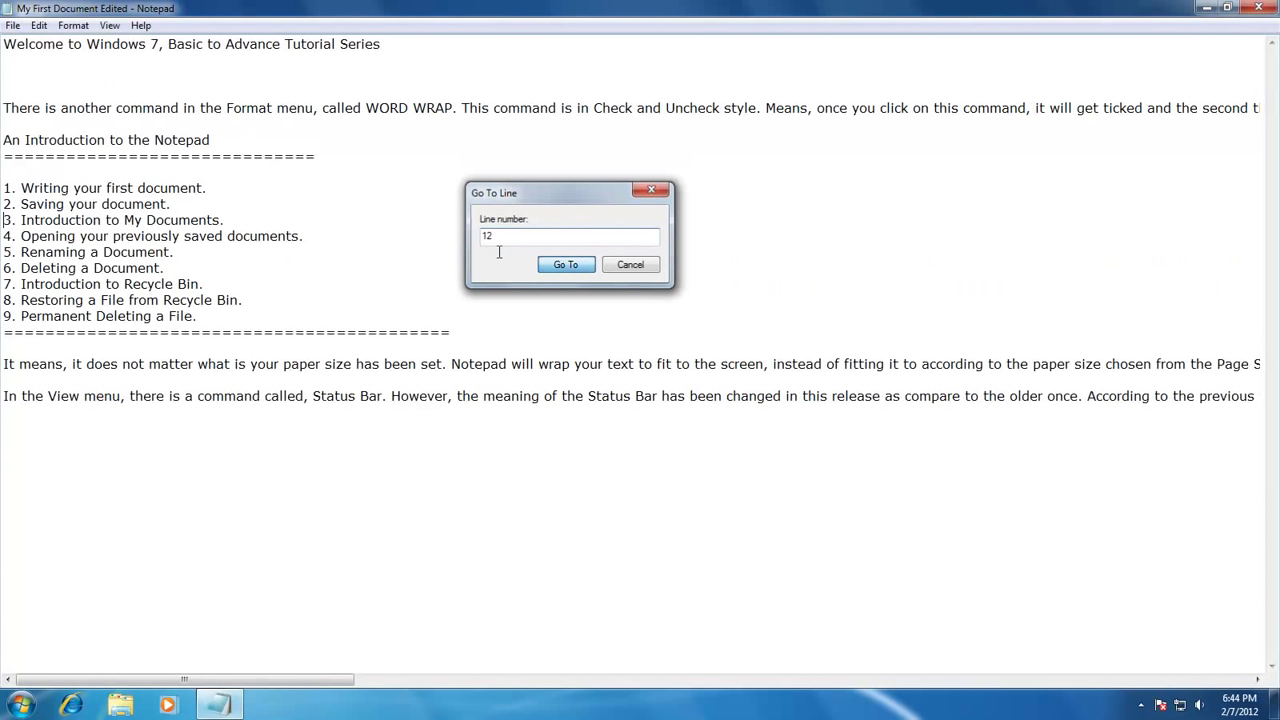 My First Document Edited - Notepad
File Edit Format View Help
Welcome to Windows 7, Basic to Advance Tutorial Series
There is another command in the Format menu, called WORD WRAP. This command is in Check and Uncheck style. Means, once you click on this command, it will get ticked and the second t
An Introduction to the Notepad
==============================
1. Writing your first document.
2. Saving your document.
3. Introduction to My Documents.
4. Opening your previously saved documents.
5. Renaming a Document.
6. Deleting a Document.
7. Introduction to Recycle Bin.
8. Restoring a File from Recycle Bin.
9. Permanent Deleting a File.
===========================================
It means, it does not matter what is your paper size has been set. Notepad will wrap your text to fit to the screen, instead of fitting it to according to the paper size chosen from the Page S
In the View menu, there is a command called, Status Bar. However, the meaning of the Status Bar has been changed in this release as compare to the older once. According to the previous
Go To Line
Line number:
12
Go To Cancel
6:44 PM
2/7/2012